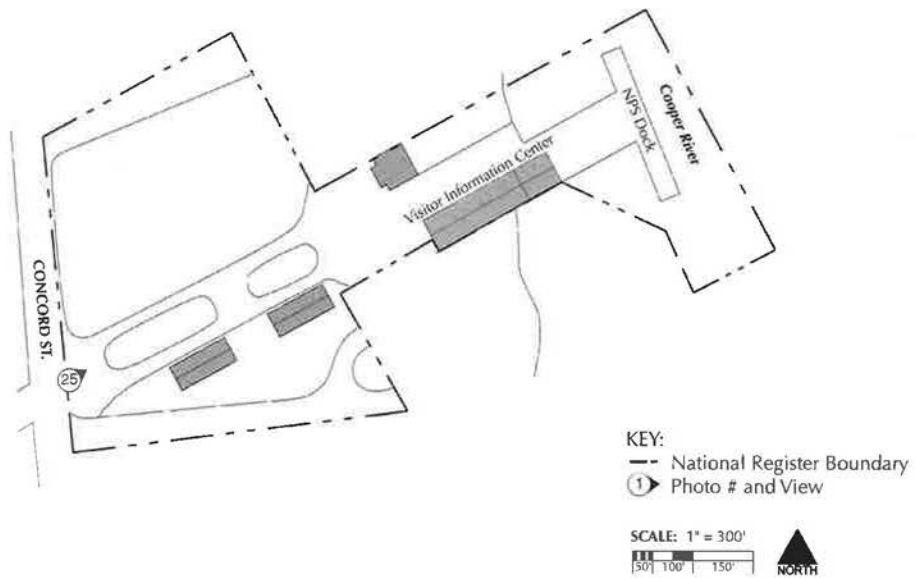 Cooper River
NPS Dock
Visitor Information Center
CONCORD ST.
25
KEY:
National Register Boundary
1 Photo # and View
SCALE: 1" = 300'
50' 100' 150'
NORTH